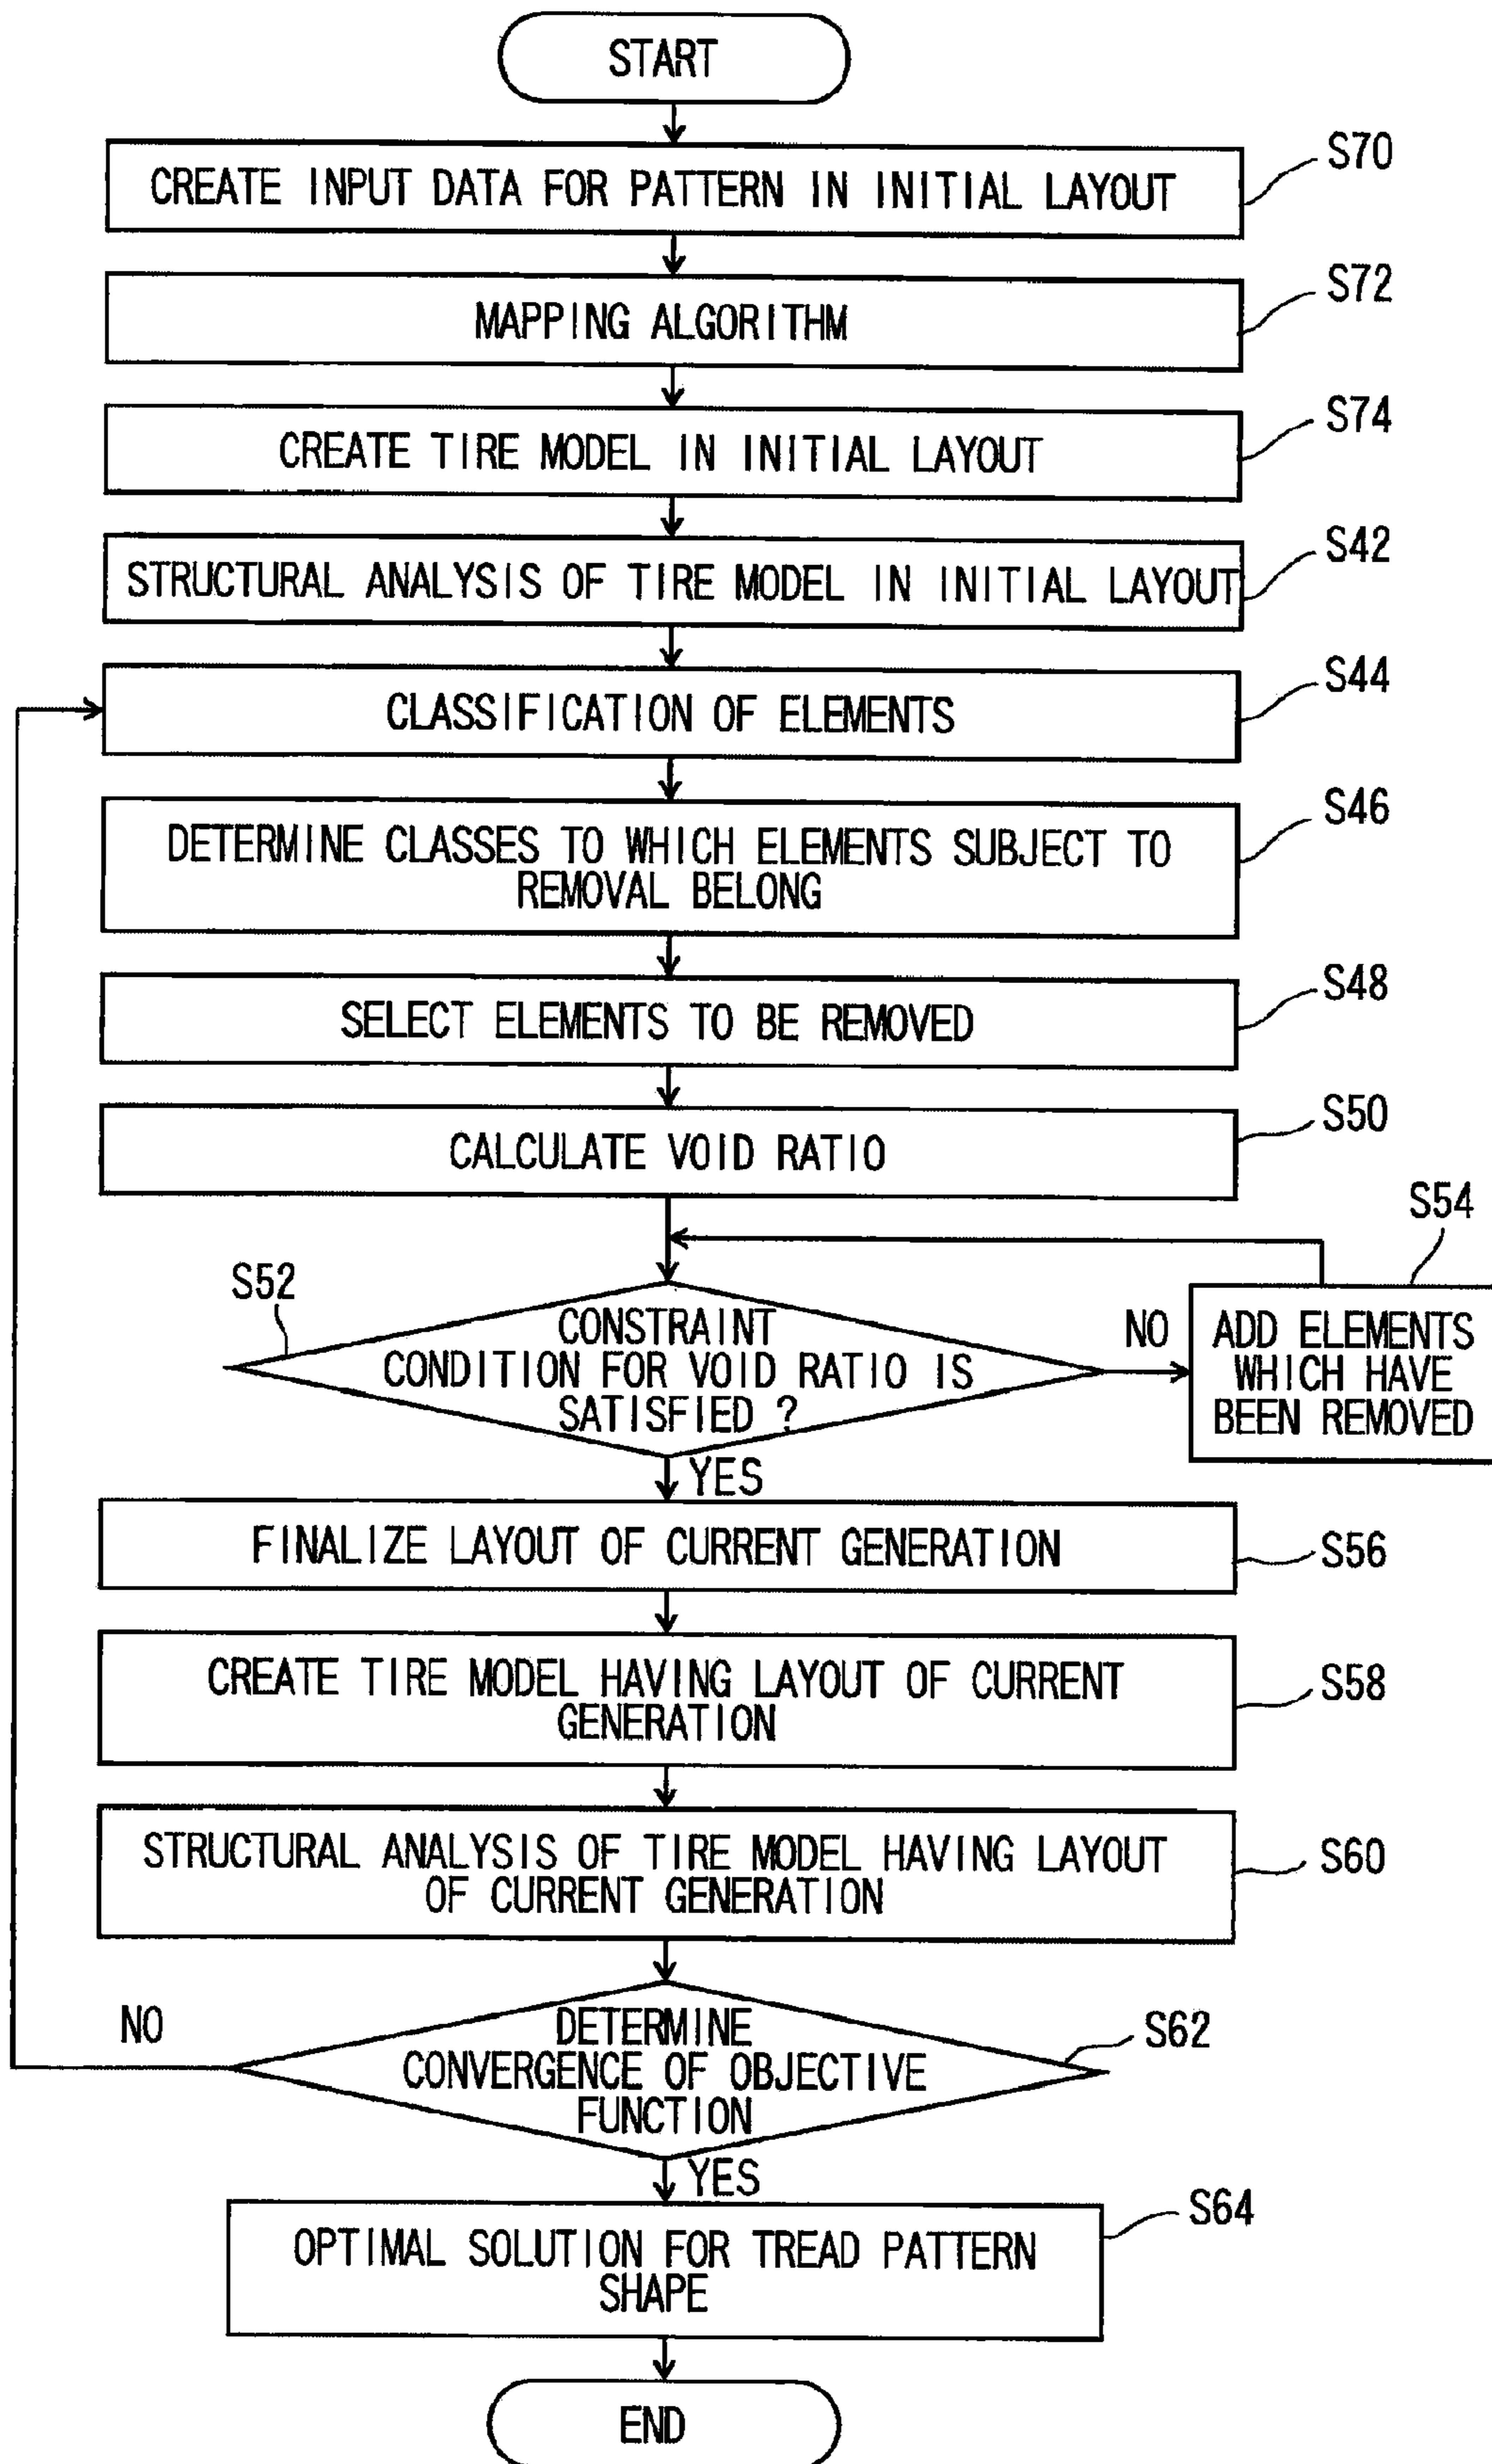 START
CREATE INPUT DATA FOR PATTERN IN INITIAL LAYOUT
S70
MAPPING ALGORITHM
S72
CREATE TIRE MODEL IN INITIAL LAYOUT
S74
STRUCTURAL ANALYSIS OF TIRE MODEL IN INITIAL LAYOUT
S42
CLASSIFICATION OF ELEMENTS
S44
DETERMINE CLASSES TO WHICH ELEMENTS SUBJECT TO
REMOVAL BELONG
S46
SELECT ELEMENTS TO BE REMOVED
S48
CALCULATE VOID RATIO
S50
S52
CONSTRAINT
CONDITION FOR VOID RATIO IS
SATISFIED ?
NO
S54
ADD ELEMENTS
WHICH HAVE
BEEN REMOVED
YES
FINALIZE LAYOUT OF CURRENT GENERATION
S56
CREATE TIRE MODEL HAVING LAYOUT OF CURRENT
GENERATION
S58
STRUCTURAL ANALYSIS OF TIRE MODEL HAVING LAYOUT
OF CURRENT GENERATION
S60
NO
DETERMINE
CONVERGENCE OF OBJECTIVE
FUNCTION
S62
YES
OPTIMAL SOLUTION FOR TREAD PATTERN
SHAPE
S64
END